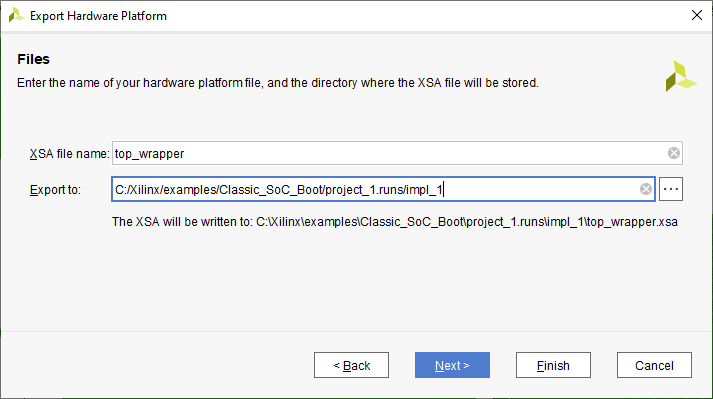 Export Hardware Platform
Files
Enter the name of your hardware platform file, and the directory where the XSA file will be stored.
XSA file name: top_wrapper
Export to: C:/Xilinx/examples/Classic_SoC_Boot/project_1.runs/impl_1
The XSA will be written to: C:\Xilinx\examples\Classic_SoC_Boot\project_1.runs\impl_1\top_wrapper.xsa
< Back Next > Finish Cancel